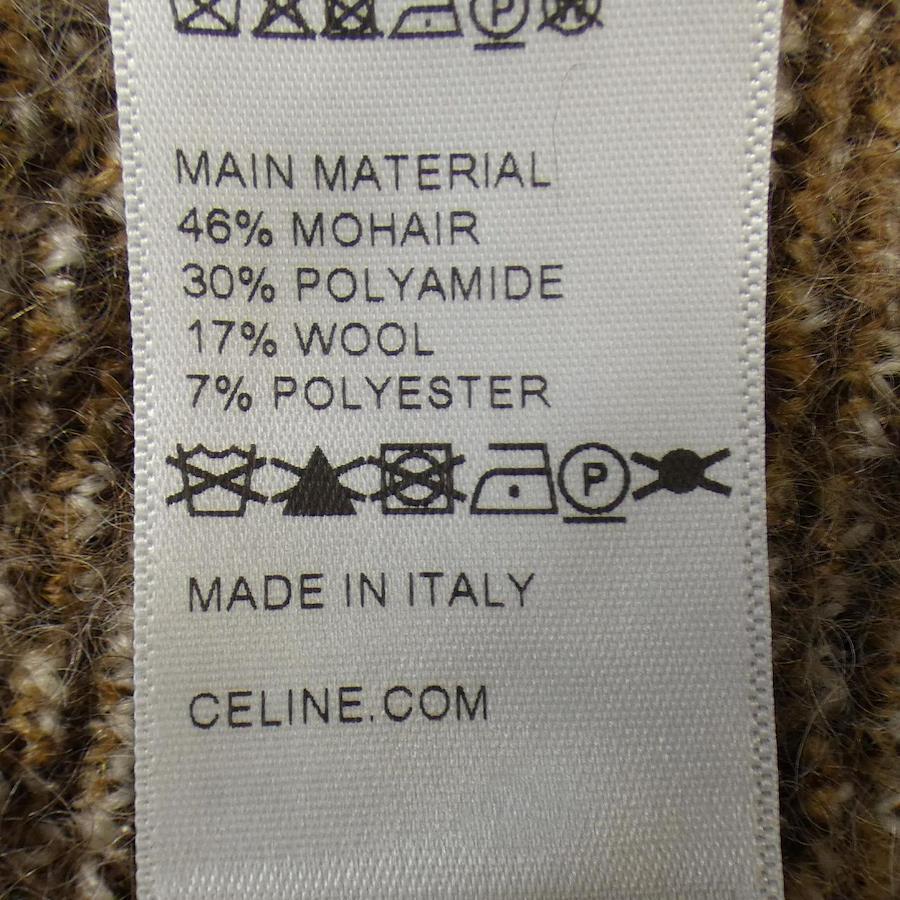 MAIN MATERIAL
46% MOHAIR
30% POLYAMIDE
17% WOOL
7% POLYESTER
P
MADE IN ITALY
CELINE.COM